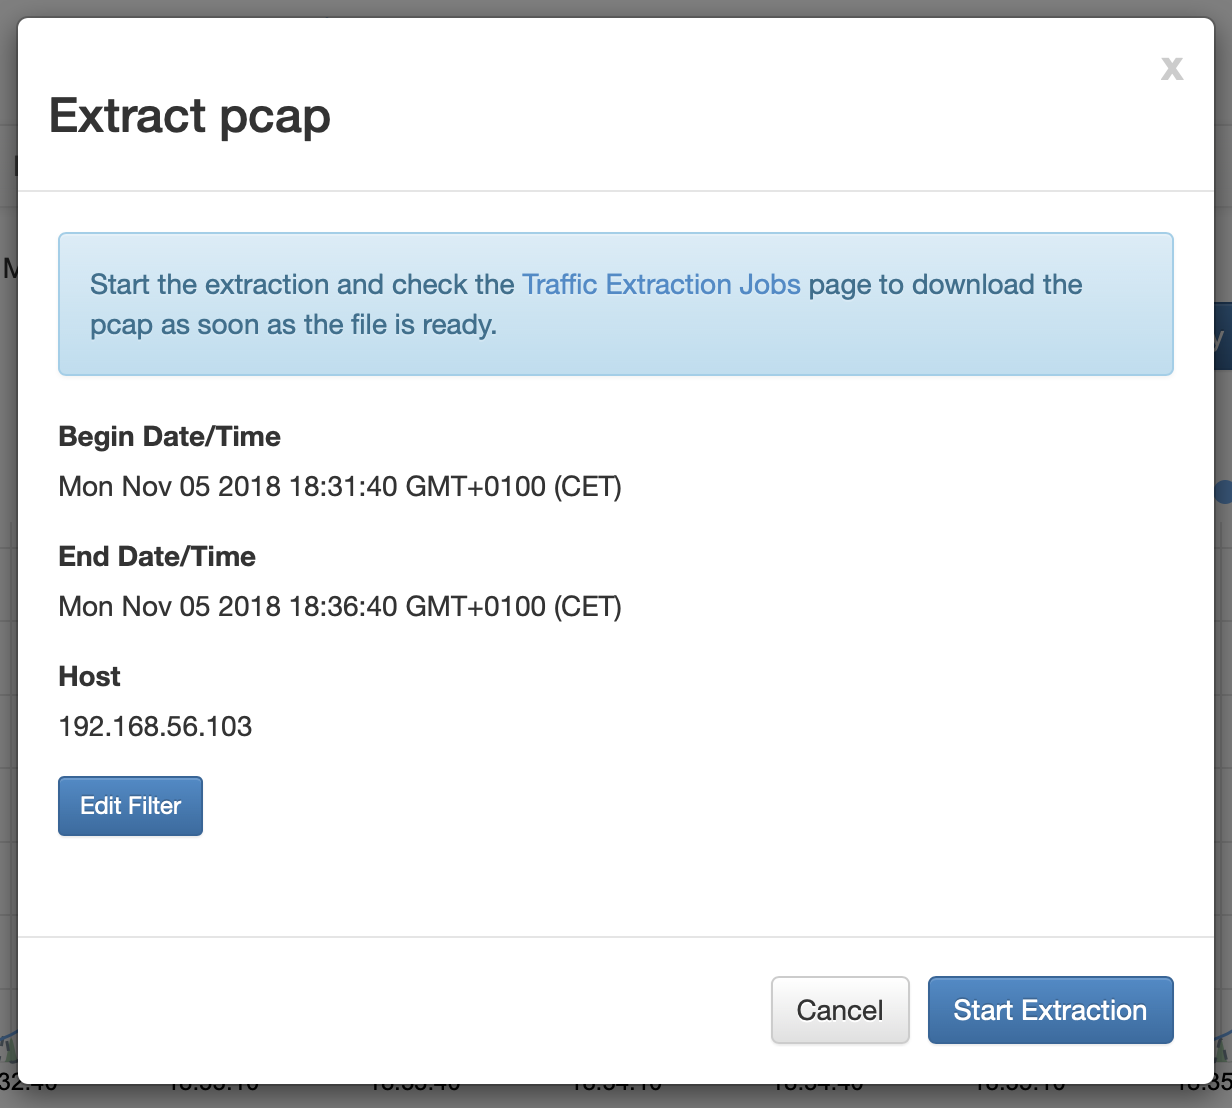 x
Extract pcap
Start the extraction and check the Traffic Extraction Jobs page to download the
pcap as soon as the file is ready.
Begin Date/Time
Mon Nov 05 2018 18:31:40 GMT+0100 (CET)
End Date/Time
Mon Nov 05 2018 18:36:40 GMT+0100 (CET)
Host
192.168.56.103
Edit Filter
Cancel Start Extraction